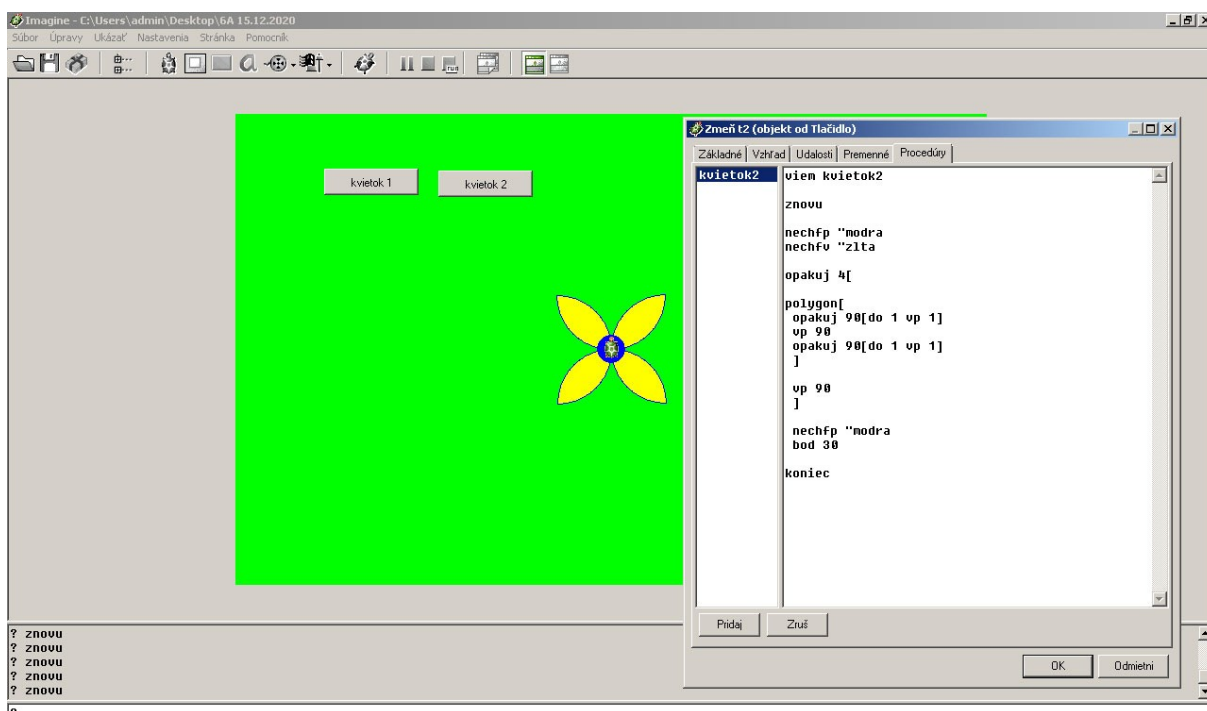 Imagine - C:\Users\admin\Desktop\6A 15.12.2020
Súbor Úpravy Ukázať Nastavenia Stránka Pomocník
kvietok 1
kvietok 2
Zmeň t2 (objekt od Tlačidlo)
Základné Vzhľad Udalosti Premenné Procedúry
kvietok2
viem kvietok2
znovu
nechfp "modra
nechfv "zlta
opakuj 4[
polygon[
opakuj 90[do 1 vp 1]
vp 90
opakuj 90[do 1 vp 1]
]
vp 90
]
nechfp "modra
bod 30
koniec
Pridaj Zruš
OK Odmietni
? znovu
? znovu
? znovu
? znovu
? znovu